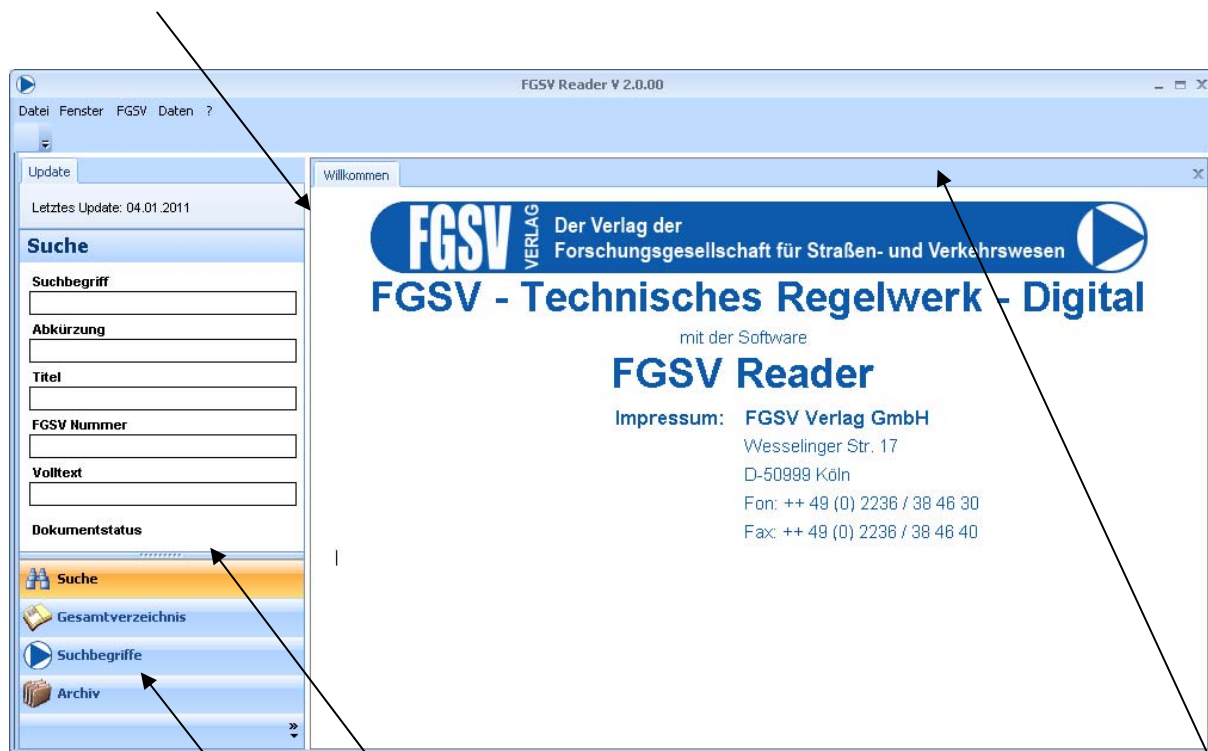 FGSV Reader V 2.0.00
Datei Fenster FGSV Daten ?
Update
Letztes Update: 04.01.2011
Suche
Suchbegriff
Abkürzung
Titel
FGSV Nummer
Volltext
Dokumentstatus
Suche
Gesamtverzeichnis
Suchbegriffe
Archiv
Willkommen
FGSV VERLAG
Der Verlag der
Forschungsgesellschaft für Straßen- und Verkehrswesen
FGSV - Technisches Regelwerk - Digital
mit der Software
FGSV Reader
Impressum: FGSV Verlag GmbH
Wesselinger Str. 17
D-50999 Köln
Fon: ++ 49 (0) 2236 / 38 46 30
Fax: ++ 49 (0) 2236 / 38 46 40